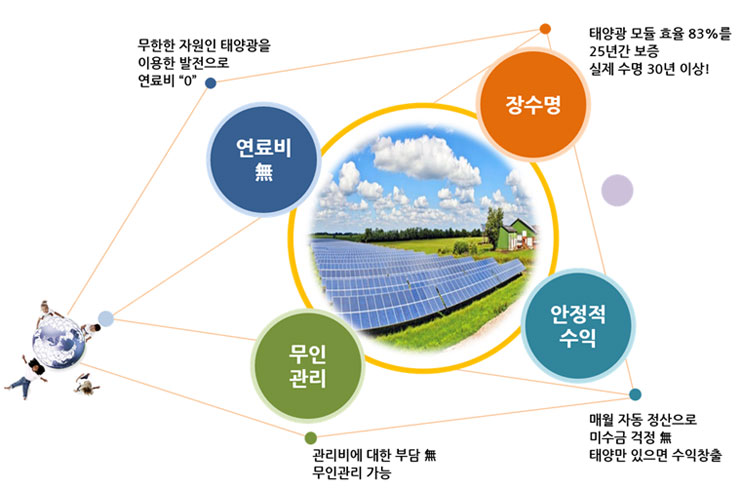 무한한 자원인 태양광을
이용한 발전으로
연료비 “0”
태양광 모듈 효율 83%를
25년간 보증
실제 수명 30년 이상!
장수명
연료비
無
안정적
수익
무인
관리
관리비에 대한 부담 無
무인관리 가능
매월 자동 정산으로
미수금 걱정 無
태양만 있으면 수익창출